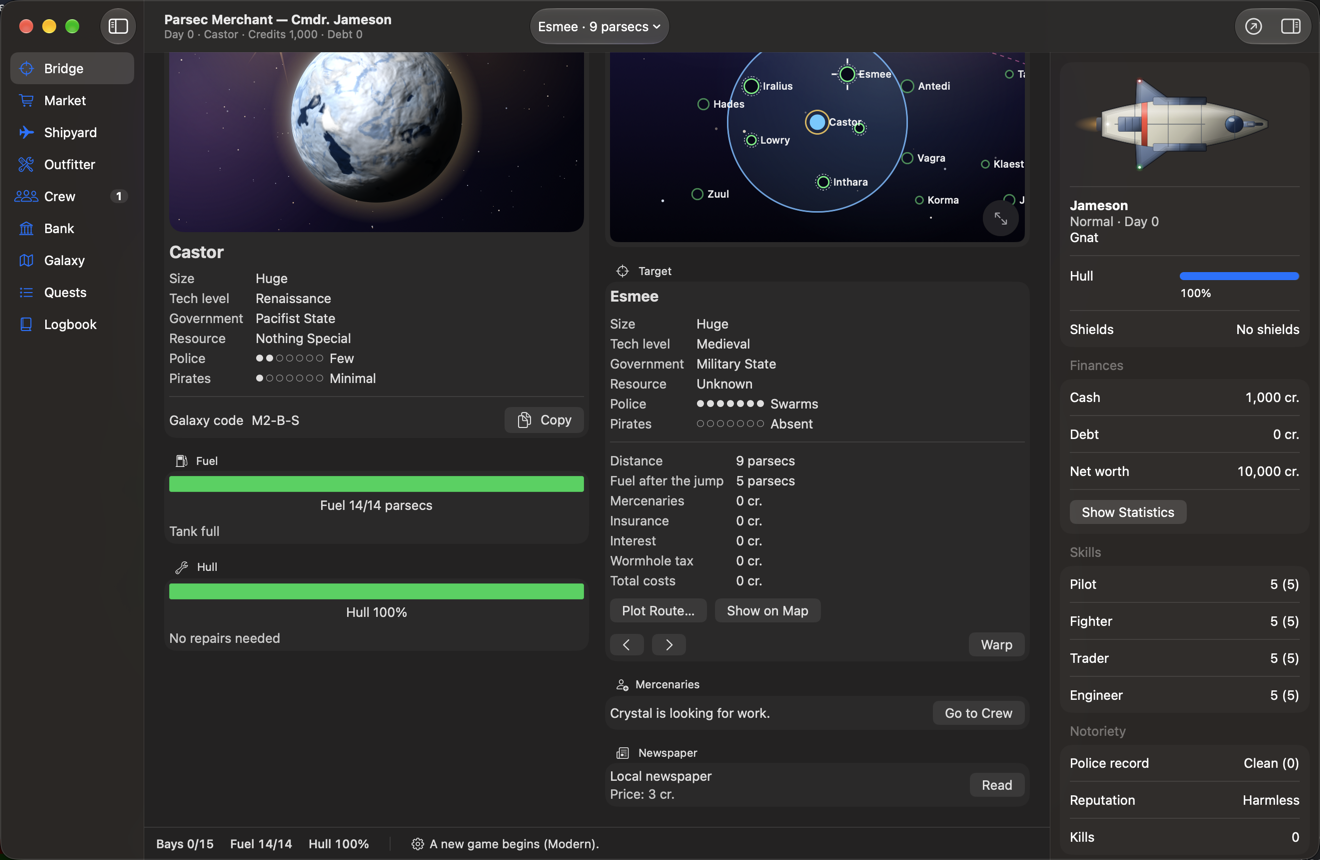 Parsec Merchant — Cmdr. Jameson
Day 0 · Castor · Credits 1,000 · Debt 0
Esmee · 9 parsecs
Bridge
Market
Shipyard
Outfitter
Crew 1
Bank
Galaxy
Quests
Logbook
Castor
Size Huge
Tech level Renaissance
Government Pacifist State
Resource Nothing Special
Police Few
Pirates Minimal
Galaxy code M2-B-S
Copy
Fuel
Fuel 14/14 parsecs
Tank full
Hull
Hull 100%
No repairs needed
Esmee
Iralius
Antedi
Hades
Castor
Lowry
Vagra
Klaest
Inthara
Zuul
Korma
Target
Esmee
Size Huge
Tech level Medieval
Government Military State
Resource Unknown
Police Swarms
Pirates Absent
Distance 9 parsecs
Fuel after the jump 5 parsecs
Mercenaries 0 cr.
Insurance 0 cr.
Interest 0 cr.
Wormhole tax 0 cr.
Total costs 0 cr.
Plot Route...
Show on Map
Warp
Mercenaries
Crystal is looking for work.
Go to Crew
Newspaper
Local newspaper
Price: 3 cr.
Read
Jameson
Normal · Day 0
Gnat
Hull
100%
Shields No shields
Finances
Cash 1,000 cr.
Debt 0 cr.
Net worth 10,000 cr.
Show Statistics
Skills
Pilot 5 (5)
Fighter 5 (5)
Trader 5 (5)
Engineer 5 (5)
Notoriety
Police record Clean (0)
Reputation Harmless
Kills 0
Bays 0/15 Fuel 14/14 Hull 100% A new game begins (Modern).